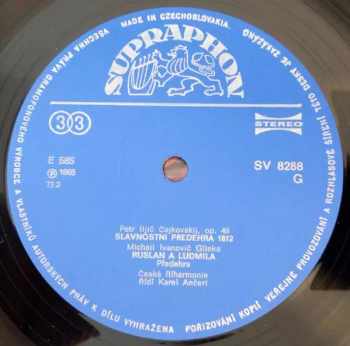 MADE IN CZECHOSLOVAKIA.
VŠECHNA PRÁVA GRAMOFONOVÉHO VÝROBCE A VLASTNÍKŮ AUTORSKÝCH PRÁV K DÍLU VYHRAŽENA
POŘIZOVÁNÍ KOPIÍ, VEŘEJNÉ PROVOZOVÁNÍ A ROZHLASOVÉ ŠÍŘENÍ TÉTO DESKY JE ZAKÁZÁNO
SUPRAPHON
33
STEREO
E 585
SV 8288
G
Petr Iljič Čajkovskij, op. 49
SLAVNOSTNÍ PŘEDEHRA 1812
Michail Ivanovič Glinka
RUSLAN A LUDMILA
Předehra
Česká filharmonie
řídí Karel Ančerl